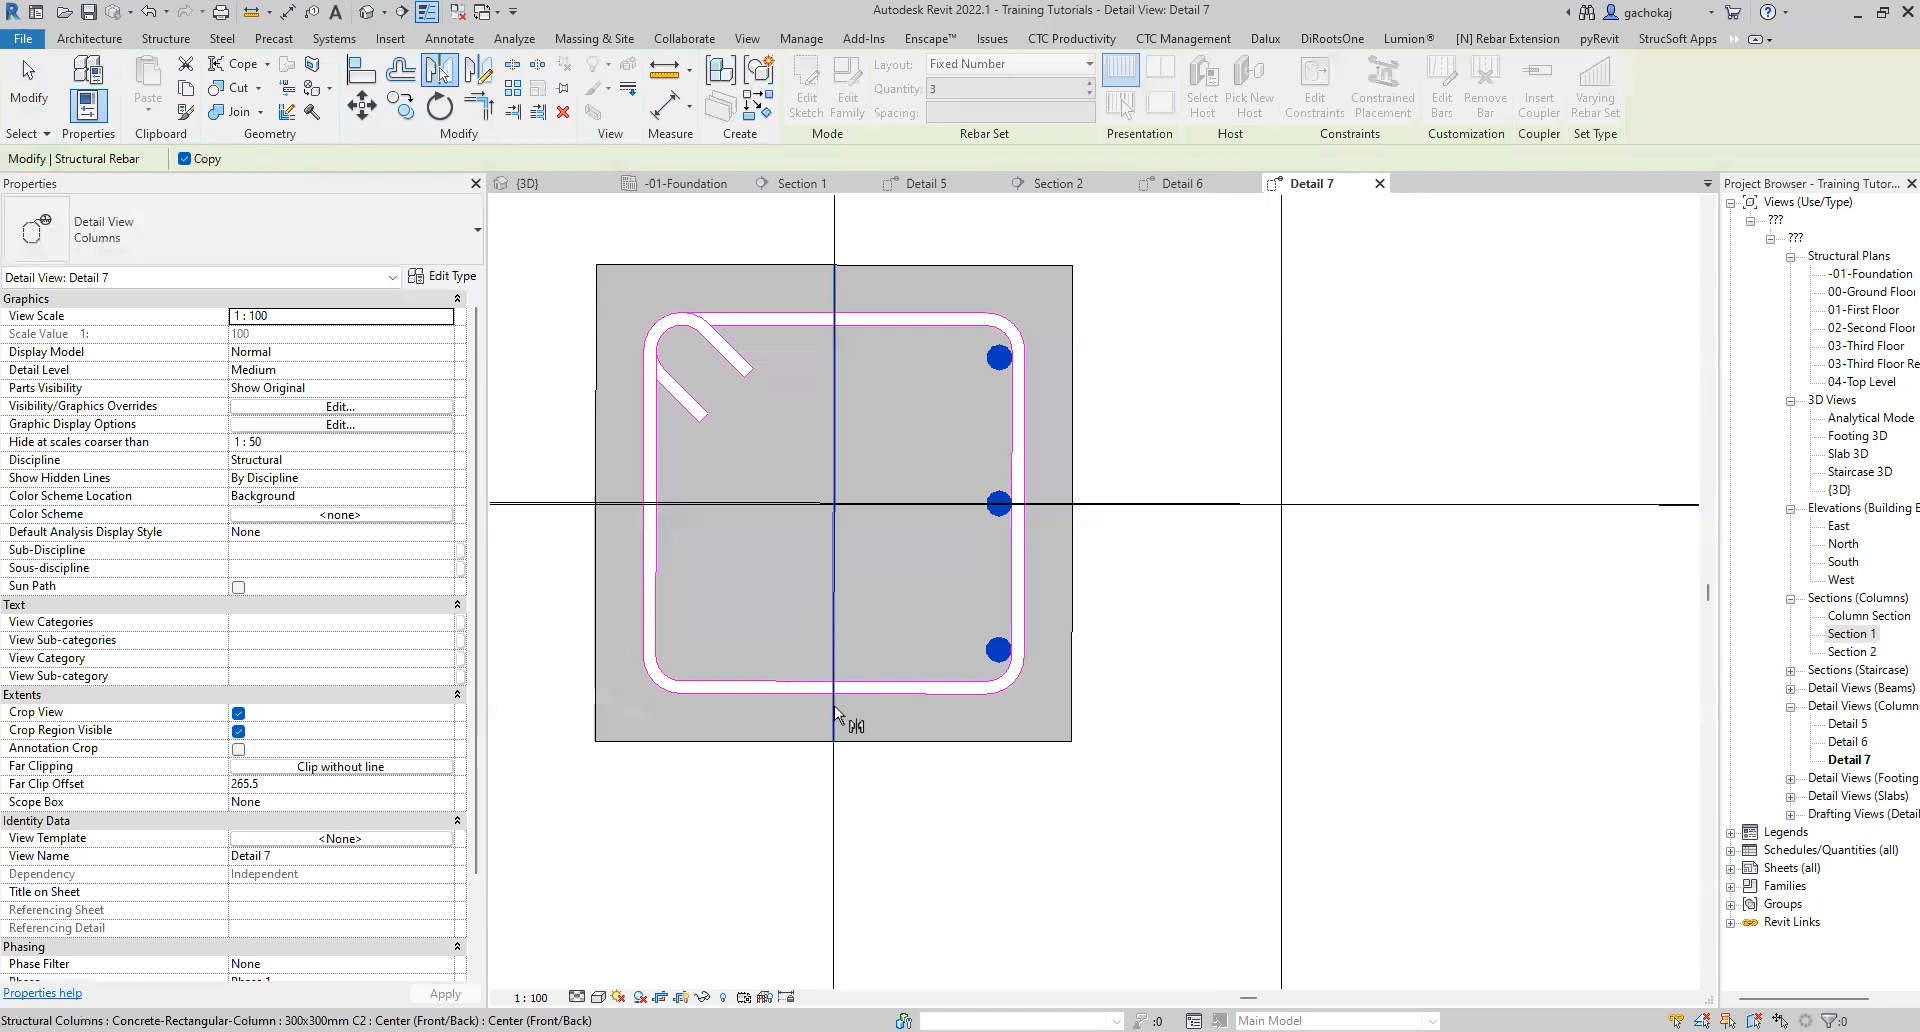 Autodesk Revit 2022.1 - Training Tutorials - Detail View: Detail 7
gachokaj
File
Architecture
Structure
Steel
Precast
Systems
Insert
Annotate
Analyze
Massing & Site
Collaborate
View
Manage
Add-Ins
Enscape™
Issues
CTC Productivity
CTC Management
Dalux
DiRootsOne
Lumion®
[N] Rebar Extension
pyRevit
StrucSoft Apps
Modify
Paste
Cope
Cut
Join
Edit Sketch
Edit Family
Layout: Fixed Number
Quantity: 3
Spacing:
Select Host
Pick New Host
Edit Constraints
Constrained Placement
Edit Bars
Remove Bar
Insert Coupler
Varying Rebar Set
Select
Properties
Clipboard
Geometry
Modify
View
Measure
Create
Mode
Rebar Set
Presentation
Host
Constraints
Customization
Coupler
Set Type
Modify | Structural Rebar
Copy
Properties
{3D}
-01-Foundation
Section 1
Detail 5
Section 2
Detail 6
Detail 7
Project Browser - Training Tutor...
Detail View
Columns
Detail View: Detail 7
Edit Type
Graphics
View Scale 1 : 100
Scale Value 1: 100
Display Model Normal
Detail Level Medium
Parts Visibility Show Original
Visibility/Graphics Overrides Edit...
Graphic Display Options Edit...
Hide at scales coarser than 1 : 50
Discipline Structural
Show Hidden Lines By Discipline
Color Scheme Location Background
Color Scheme <none>
Default Analysis Display Style None
Sub-Discipline
Sous-discipline
Sun Path
Text
View Categories
View Sub-categories
View Category
View Sub-category
Extents
Crop View
Crop Region Visible
Annotation Crop
Far Clipping Clip without line
Far Clip Offset 265.5
Scope Box None
Identity Data
View Template <None>
View Name Detail 7
Dependency Independent
Title on Sheet
Referencing Sheet
Referencing Detail
Phasing
Phase Filter None
Properties help
Apply
Views (Use/Type)
???
???
Structural Plans
-01-Foundation
00-Ground Floor
01-First Floor
02-Second Floor
03-Third Floor
03-Third Floor Re
04-Top Level
3D Views
Analytical Mode
Footing 3D
Slab 3D
Staircase 3D
{3D}
Elevations (Building E
East
North
South
West
Sections (Columns)
Column Section
Section 1
Section 2
Sections (Staircase)
Detail Views (Beams)
Detail Views (Column
Detail 5
Detail 6
Detail 7
Detail Views (Footing
Detail Views (Slabs)
Drafting Views (Detail
Legends
Schedules/Quantities (all)
Sheets (all)
Families
Groups
Revit Links
1 : 100
Structural Columns : Concrete-Rectangular-Column : 300x300mm C2 : Center (Front/Back) : Center (Front/Back)
:0
Main Model
:0